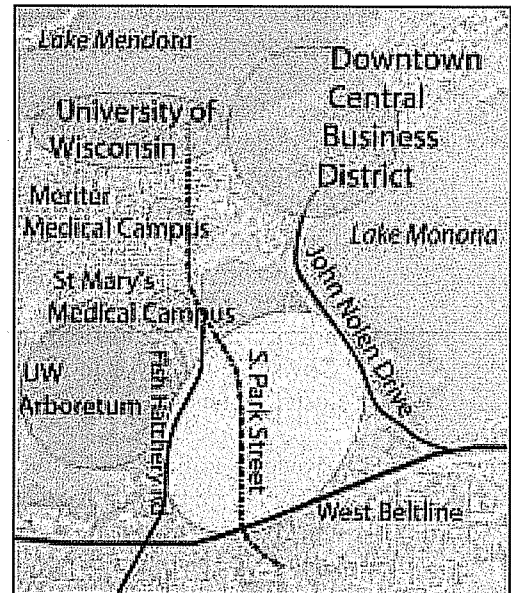 Lake Mendota
Downtown
Central
Business
District
University of
Wisconsin
Meriter
Medical Campus
Lake Monona
St Mary's
Medical Campus
John Nolen Drive
UW
Arboretum
Fish Hatchery Rd
S. Park Street
West Beltline